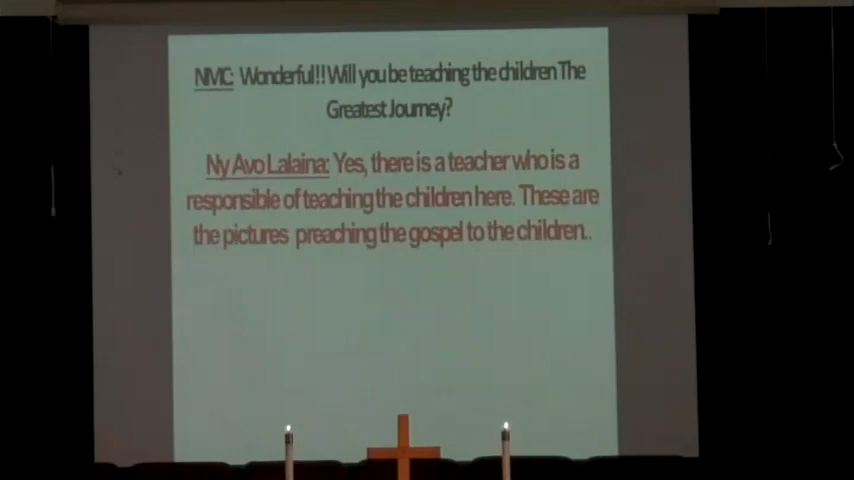 NMC: Wonderful!! Will you be teaching the children The
Greatest Journey?
Ny Avo Lalaina: Yes, there is a teacher who is a
responsible of teaching the children here. These are
the pictures preaching the gospel to the children..